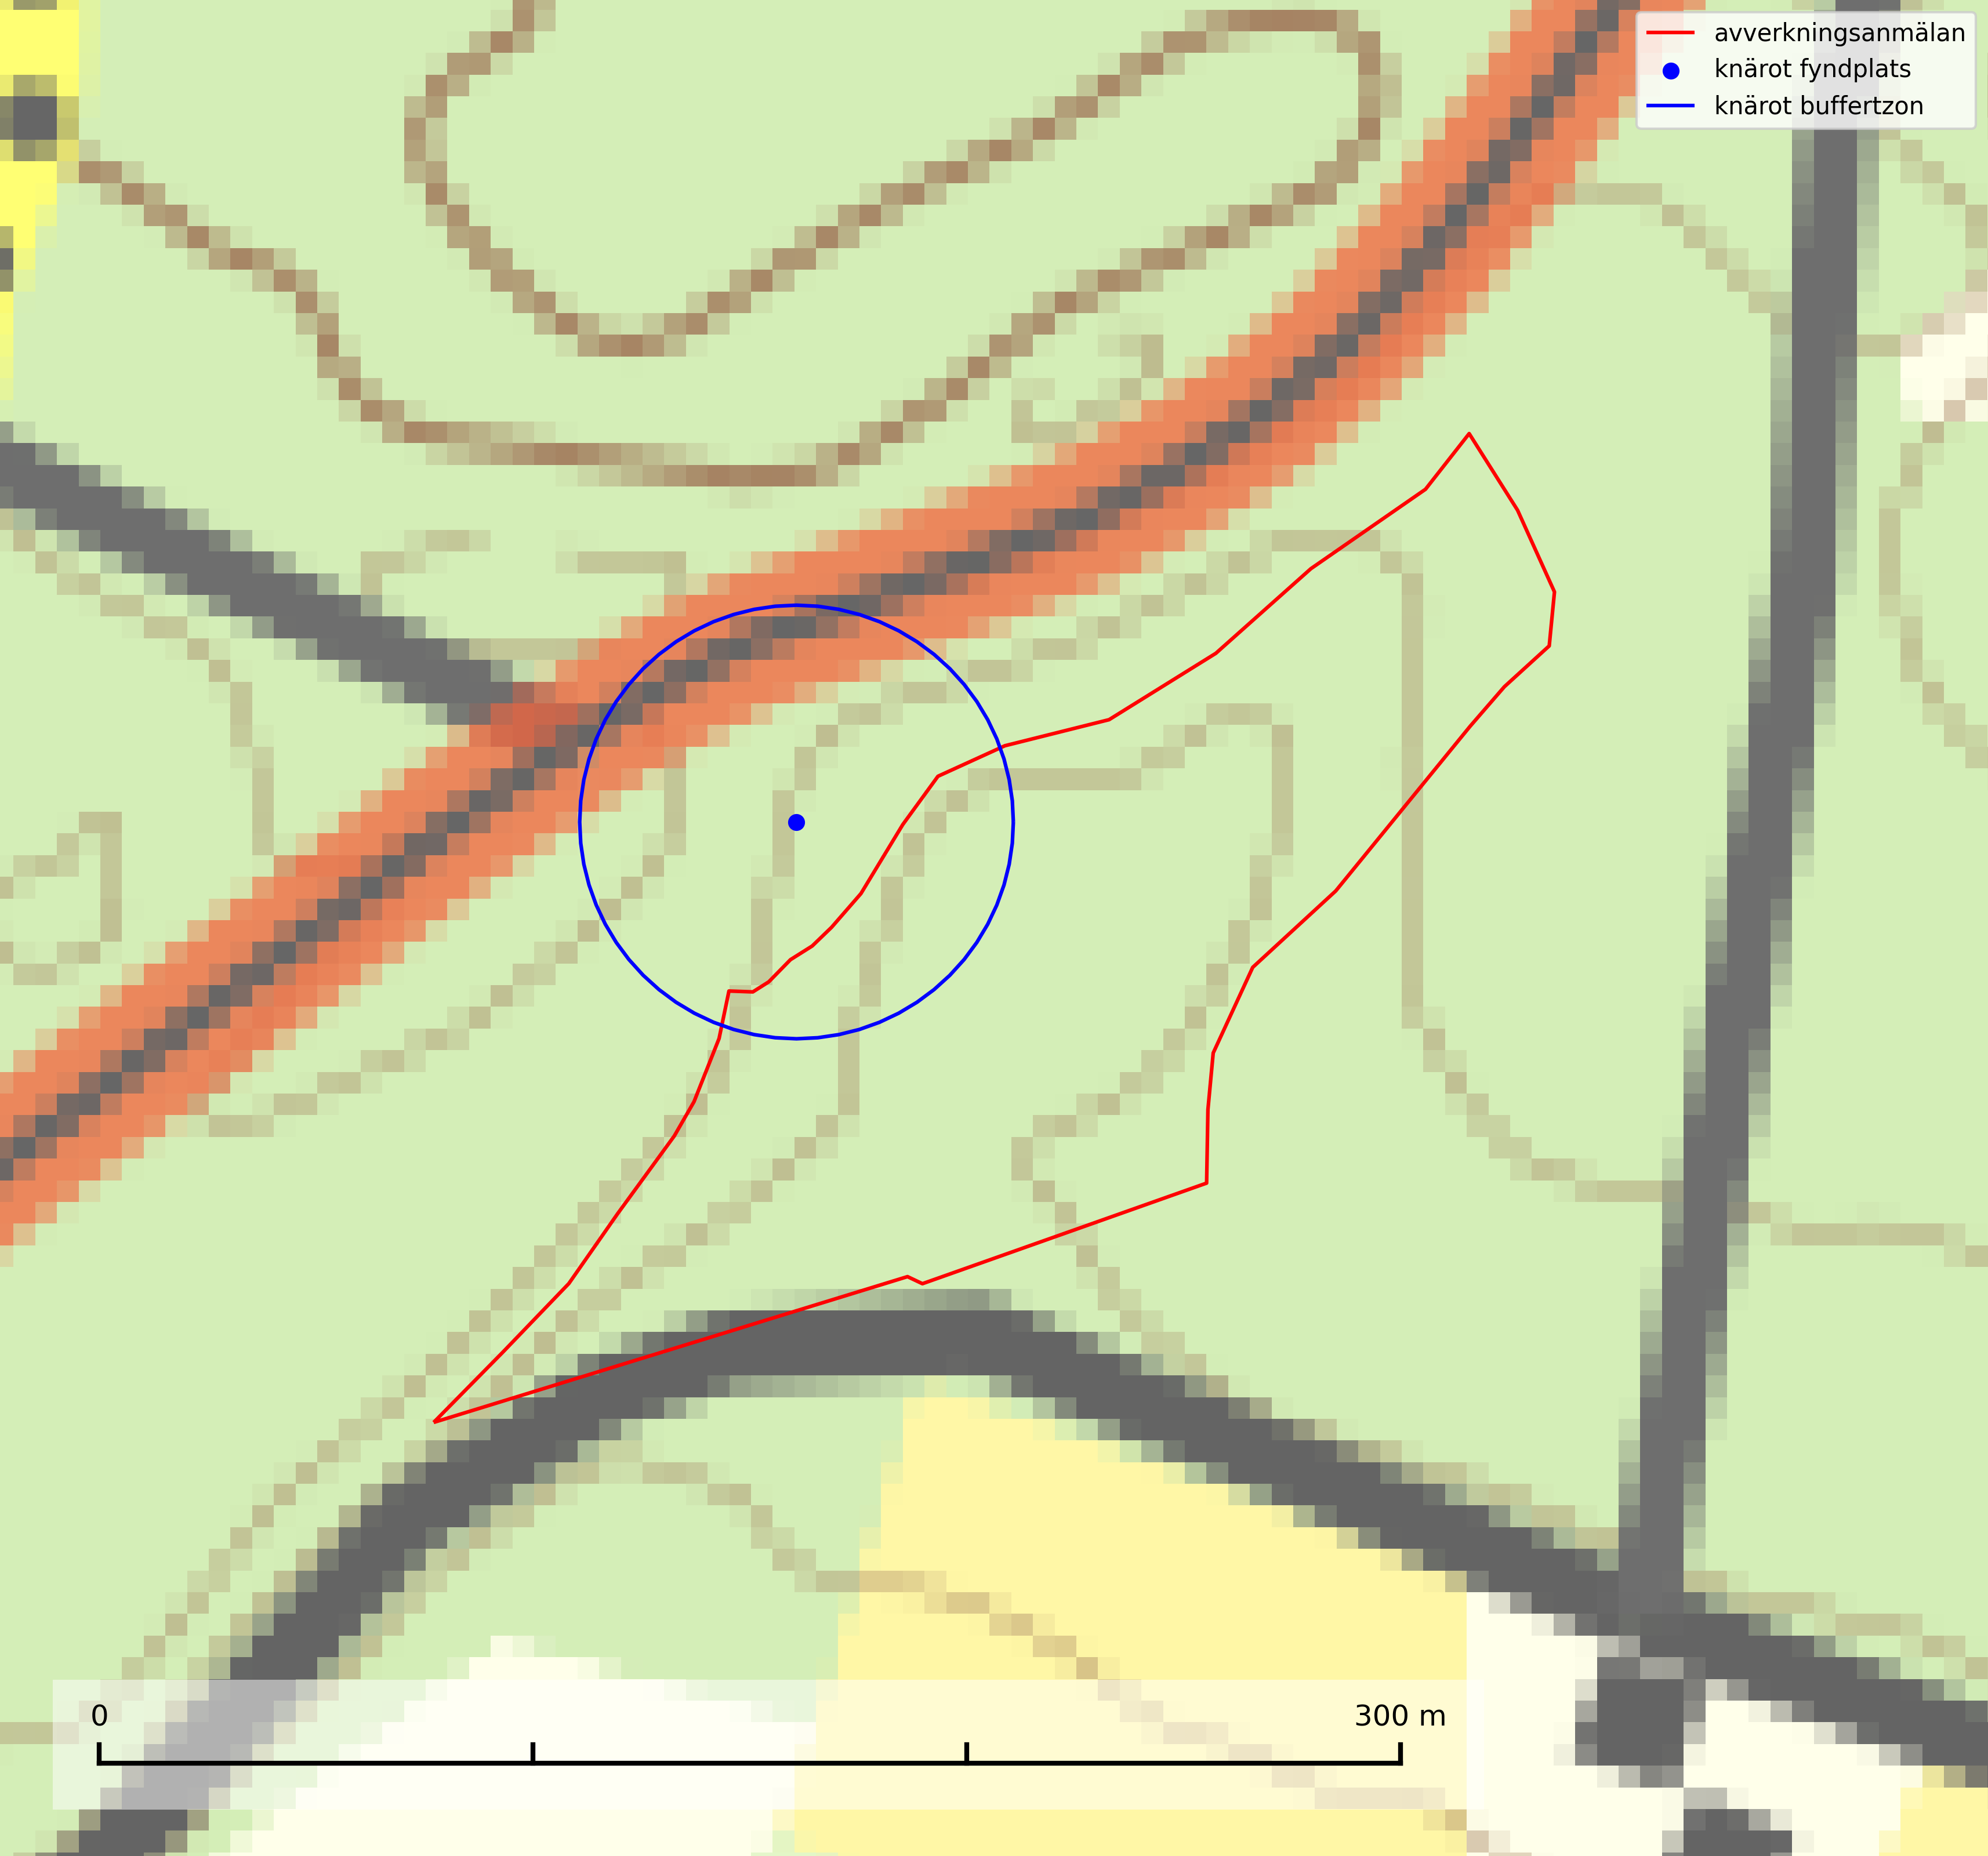 avverkningsanmälan
knärot fyndplats
knärot buffertzon
0 300 m